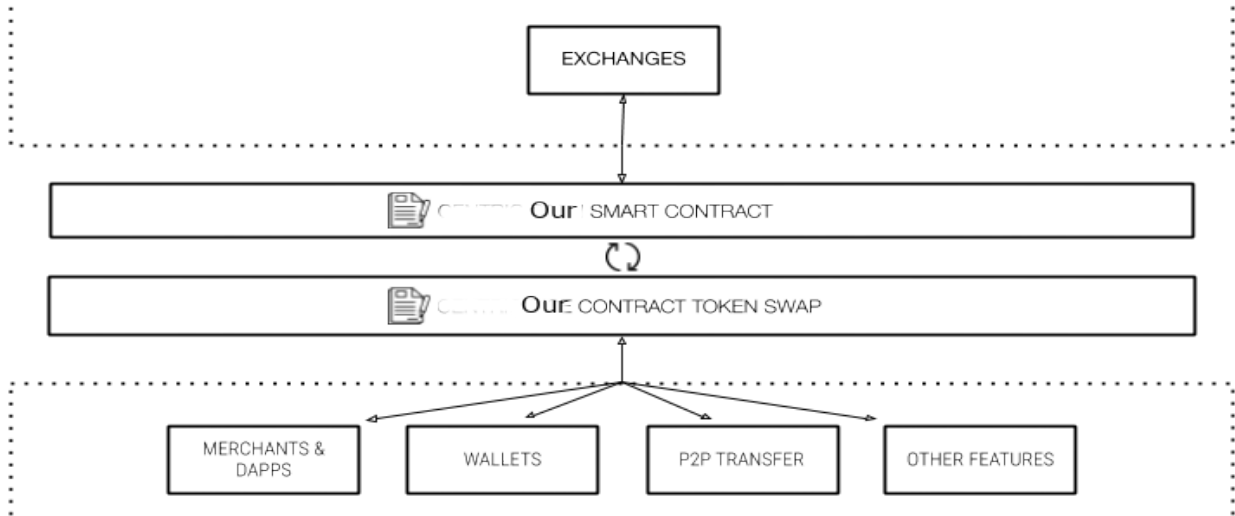 EXCHANGES
Our SMART CONTRACT
Our CONTRACT TOKEN SWAP
MERCHANTS &
DAPPS
WALLETS
P2P TRANSFER
OTHER FEATURES